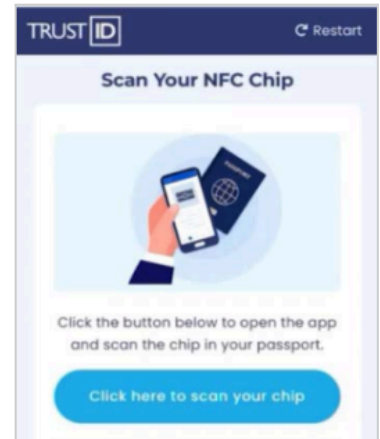 TRUST ID
Restart
Scan Your NFC Chip
PASSPORT
Click the button below to open the app
and scan the chip in your passport.
Click here to scan your chip